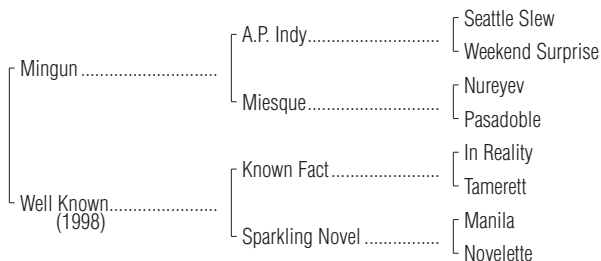 Seattle Slew
A.P. Indy........................................
Weekend Surprise
Mingun .........................................
Nureyev
Miesque........................................
Pasadoble
In Reality
Known Fact.................................
Tamerett
Well Known................................
(1998)
Manila
Sparkling Novel .......................
Novelette